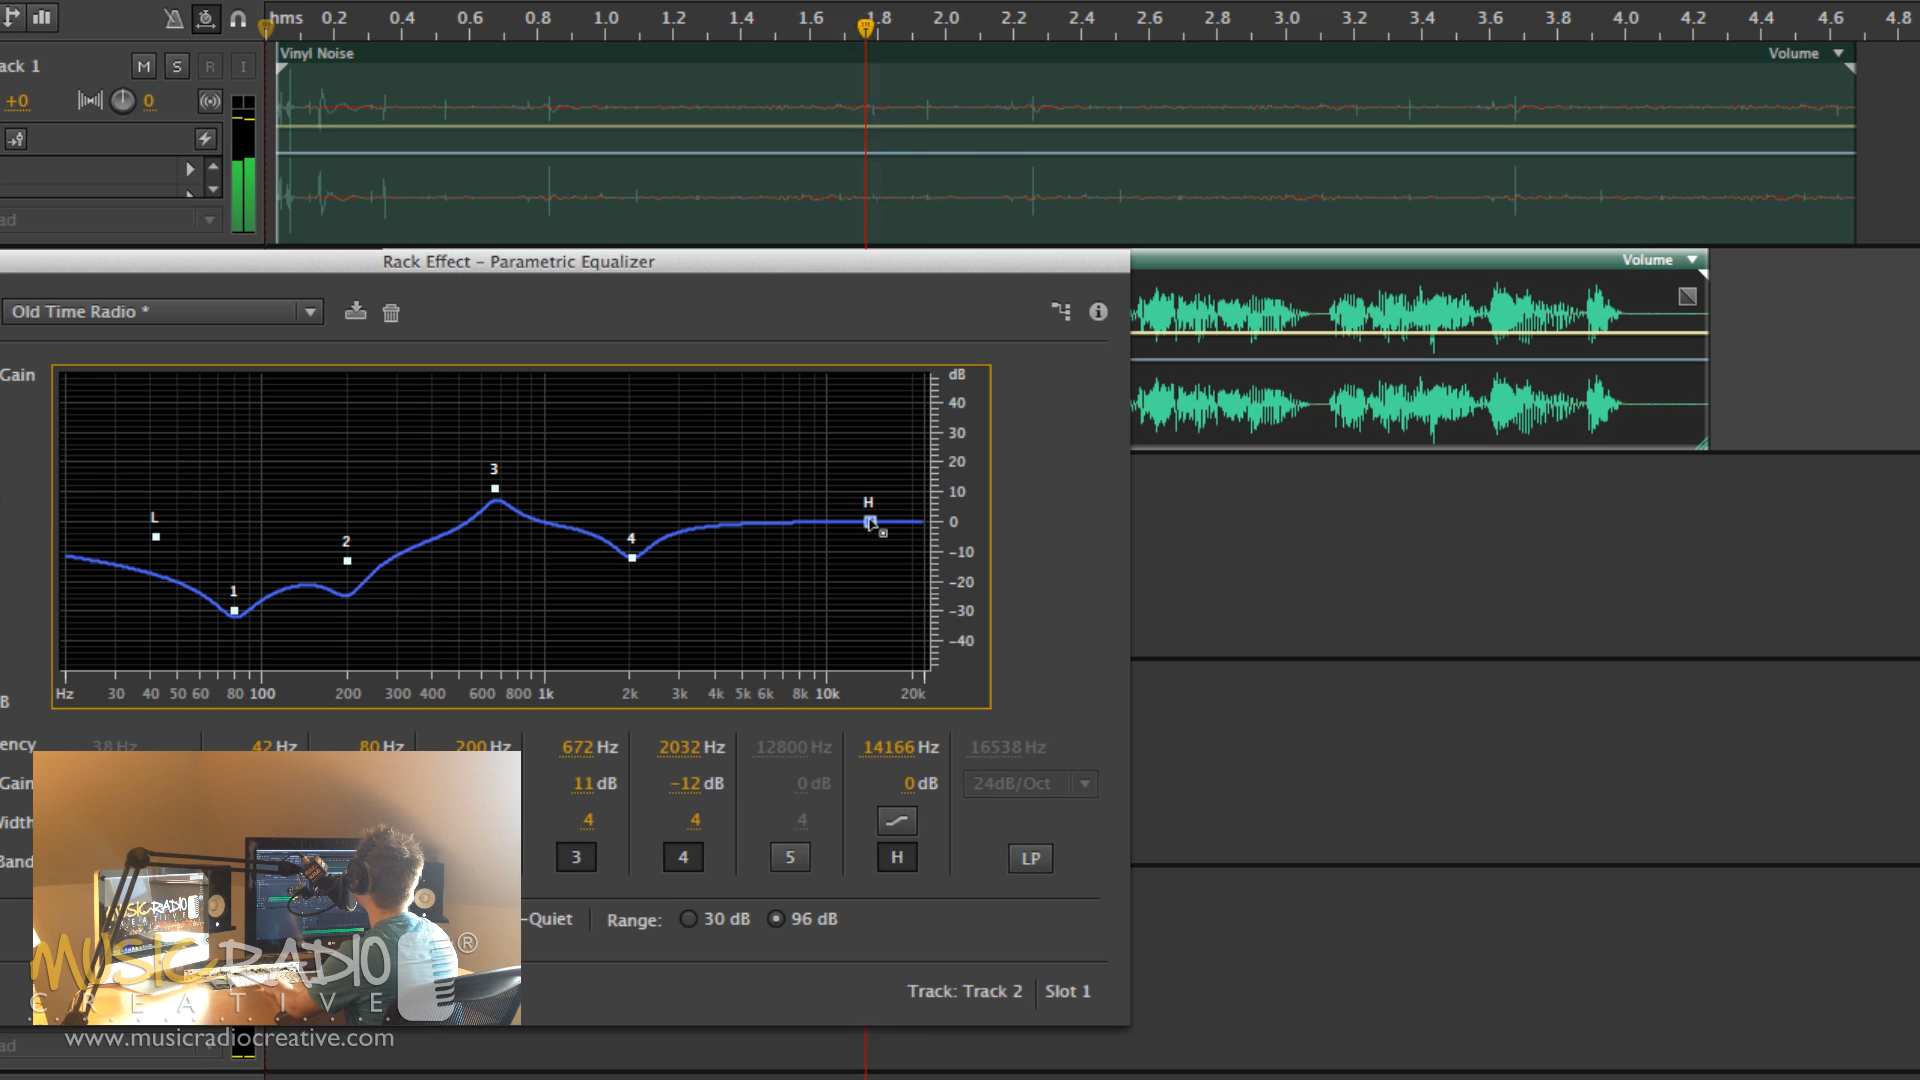 hms 0.2 0.4 0.6 0.8 1.0 1.2 1.4 1.6 1.8 2.0 2.2 2.4 2.6 2.8 3.0 3.2 3.4 3.6 3.8 4.0 4.2 4.4 4.6 4.8
Vinyl Noise Volume
ack 1 M S R I
+0 0
ad
Rack Effect – Parametric Equalizer
Volume
Old Time Radio *
Gain
dB
40
30
20
10
0
-10
-20
-30
-40
L 1 2 3 4 H
Hz 30 40 50 60 80 100 200 300 400 600 800 1k 2k 3k 4k 5k 6k 8k 10k 20k
B
ency 38 Hz 42 Hz 80 Hz 200 Hz 672 Hz 2032 Hz 12800 Hz 14166 Hz 16538 Hz
Gain 11 dB -12 dB 0 dB 0 dB 24dB/Oct
Width 4 4 4
Band 3 4 5 H LP
-Quiet Range: 30 dB 96 dB
Track: Track 2 Slot 1
MUSIC RADIO
CREATIVE
MUSIC RADIO ®
CREATIVE
www.musicradiocreative.com
ad